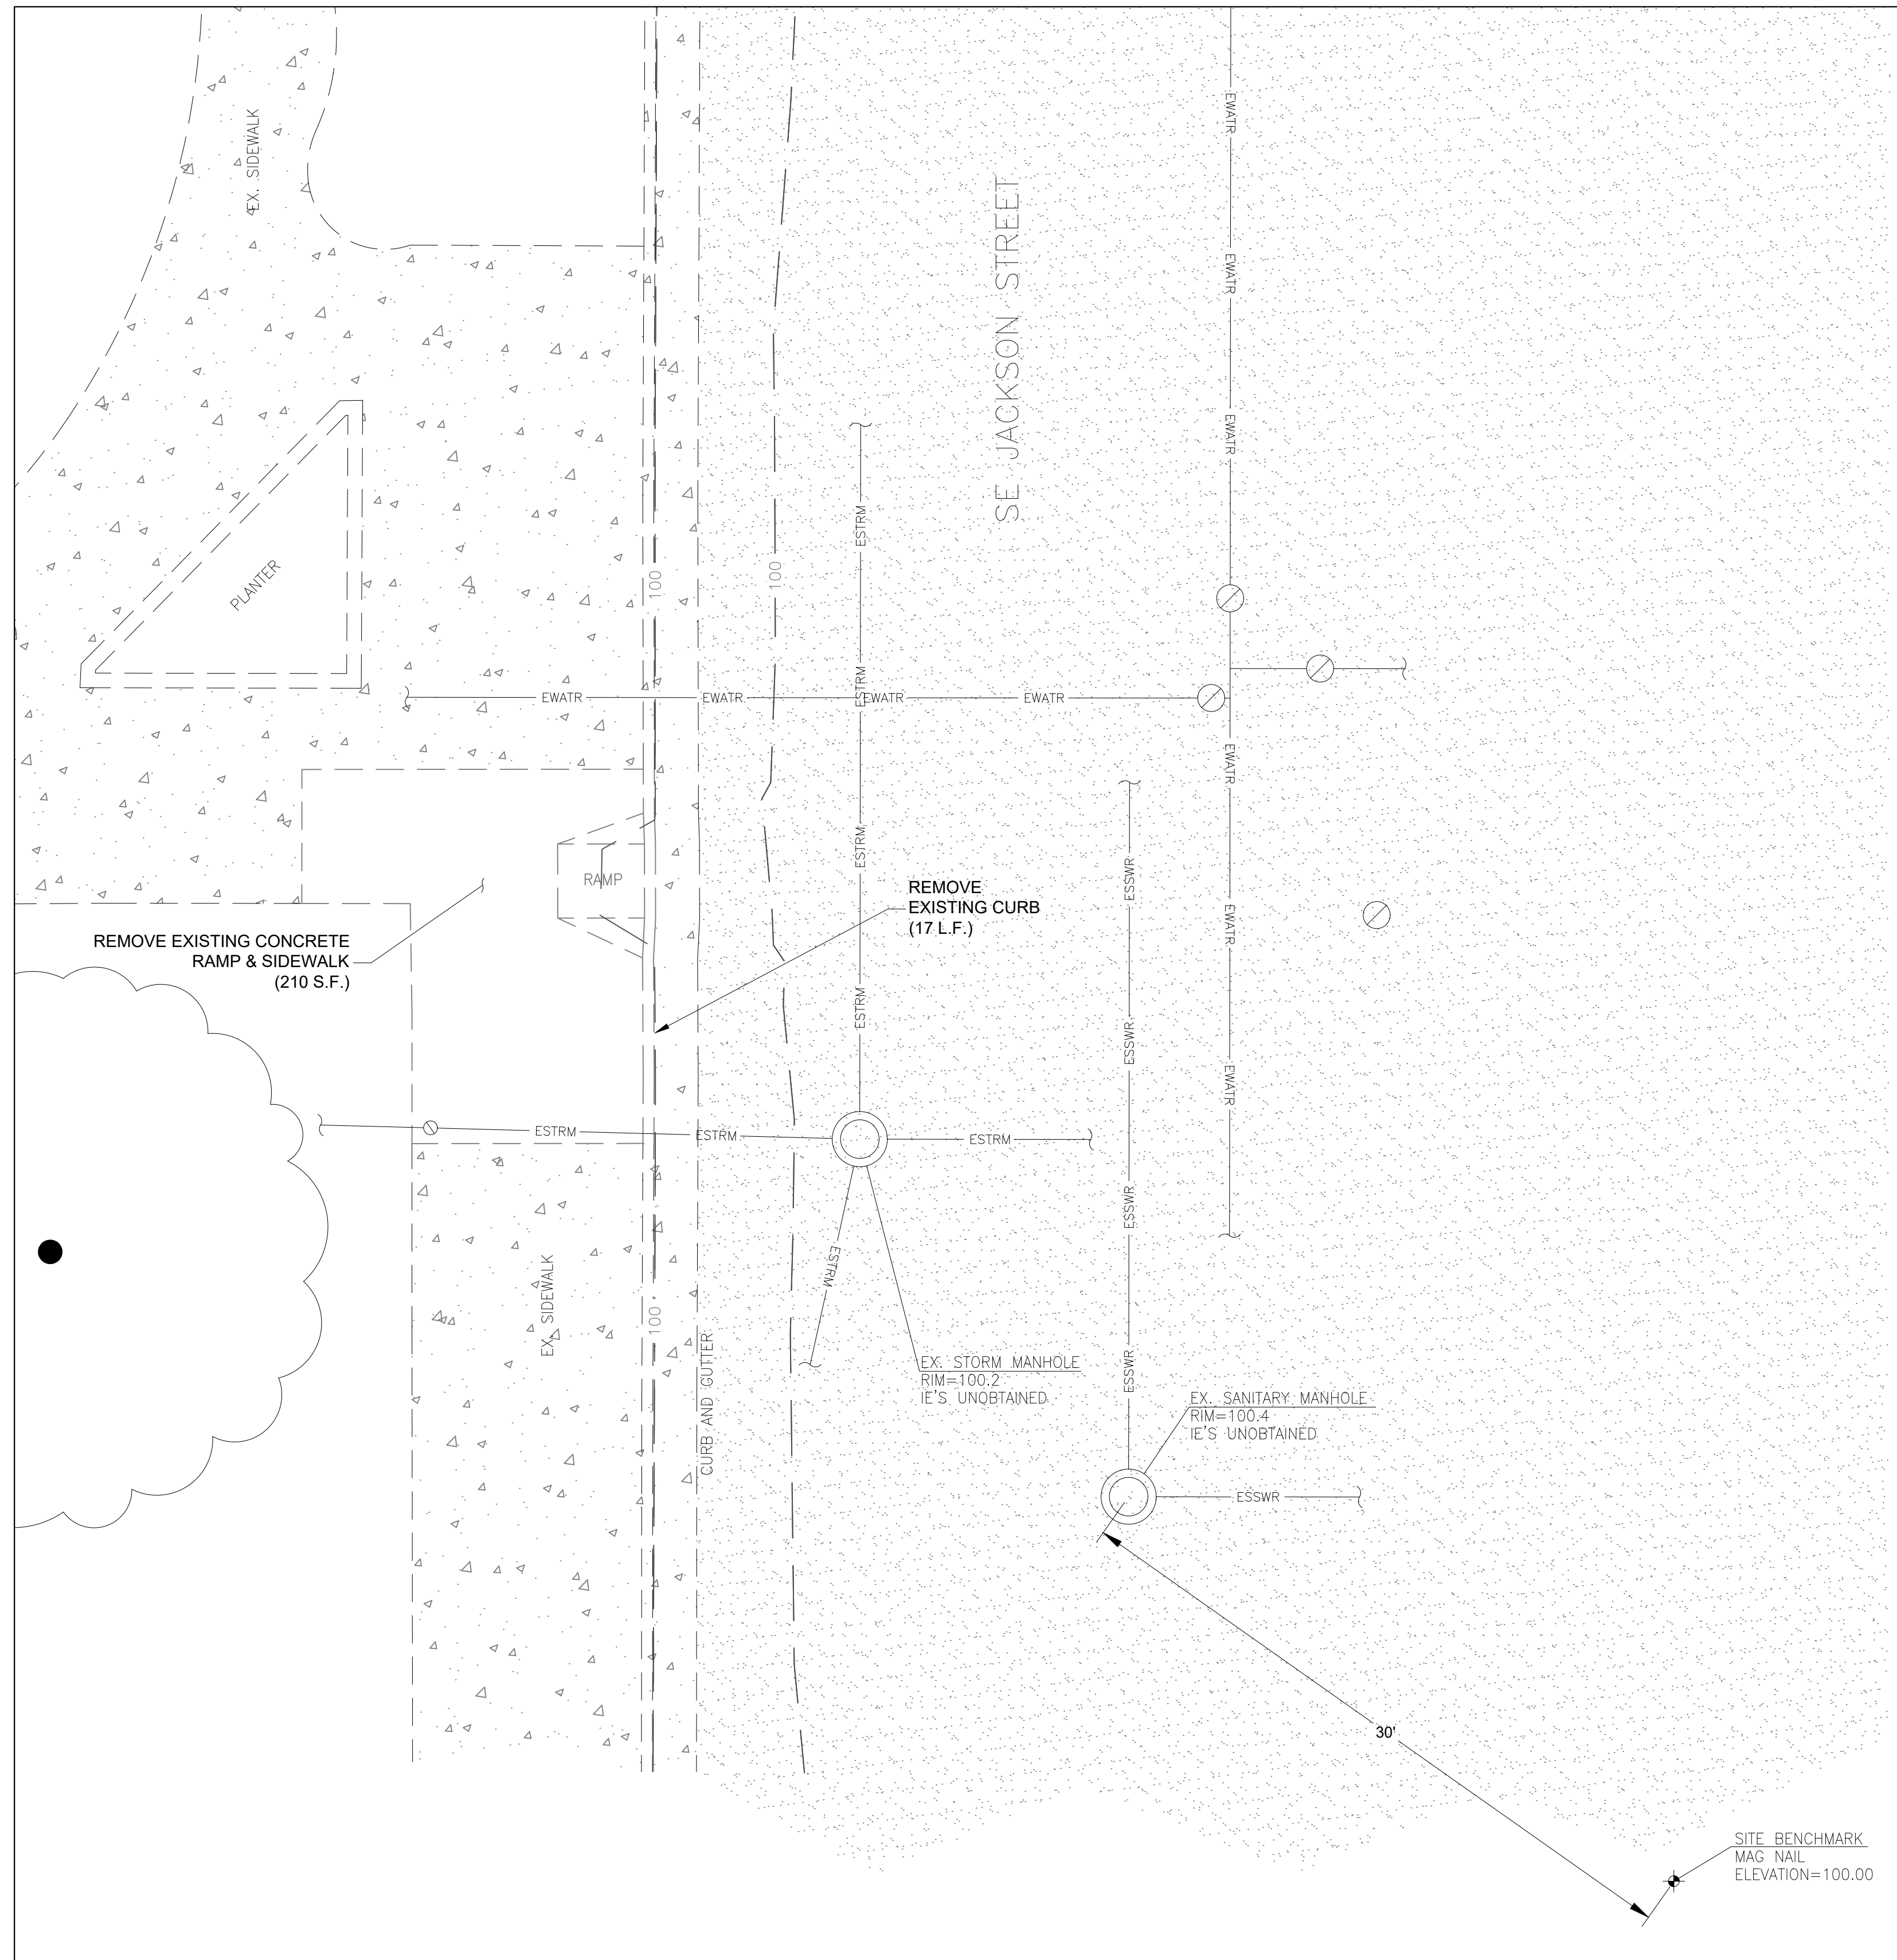 EX. SIDEWALK
SE JACKSON STREET
EWATR
EWATR
EWATR
ESTRM
100
100
PLANTER
EWATR
EWATR
EWATR
EWATR
ESTRM
EWATR
ESTRM
ESSWR
RAMP
REMOVE
EXISTING CURB
(17 L.F.)
EWATR
REMOVE EXISTING CONCRETE
RAMP & SIDEWALK
(210 S.F.)
ESTRM
ESSWR
EWATR
ESTRM
ESTRM
ESTRM
ESSWR
ESTRM
EX. SIDEWALK
100
CURB AND GUTTER
EX. STORM MANHOLE
RIM=100.2
IE'S UNOBTAINED
ESSWR
EX. SANITARY MANHOLE
RIM=100.4
IE'S UNOBTAINED
ESSWR
30'
SITE BENCHMARK
MAG NAIL
ELEVATION=100.00